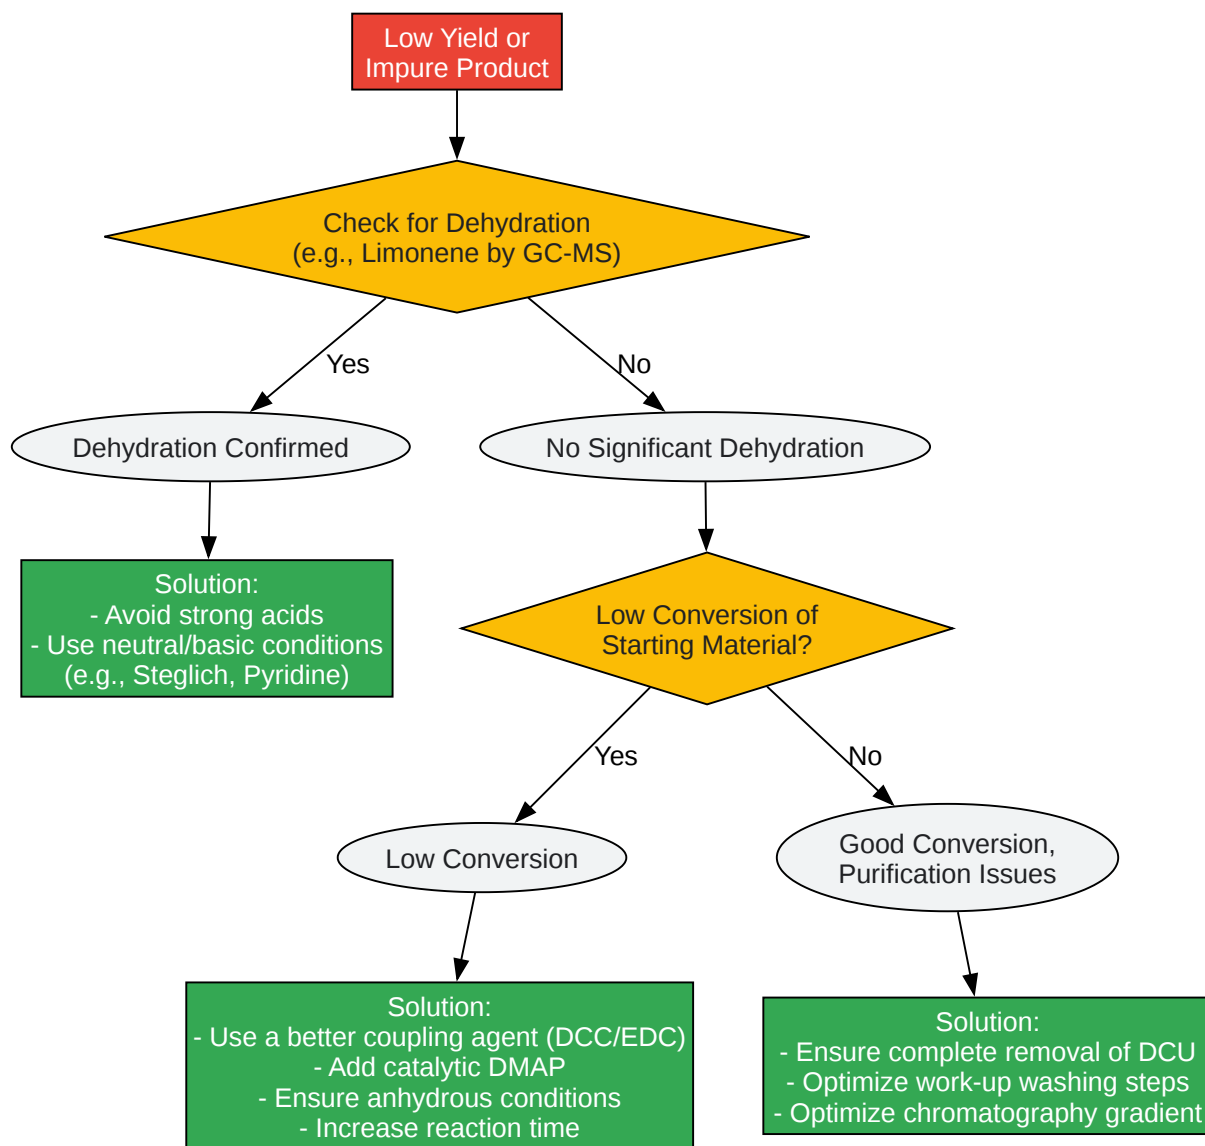 Low Yield or
Impure Product
Check for Dehydration
(e.g., Limonene by GC-MS)
Yes
No
Dehydration Confirmed
No Significant Dehydration
Solution:
- Avoid strong acids
- Use neutral/basic conditions
(e.g., Steglich, Pyridine)
Low Conversion of
Starting Material?
Yes
No
Low Conversion
Good Conversion,
Purification Issues
Solution:
- Use a better coupling agent (DCC/EDC)
- Add catalytic DMAP
- Ensure anhydrous conditions
- Increase reaction time
Solution:
- Ensure complete removal of DCU
- Optimize work-up washing steps
- Optimize chromatography gradient